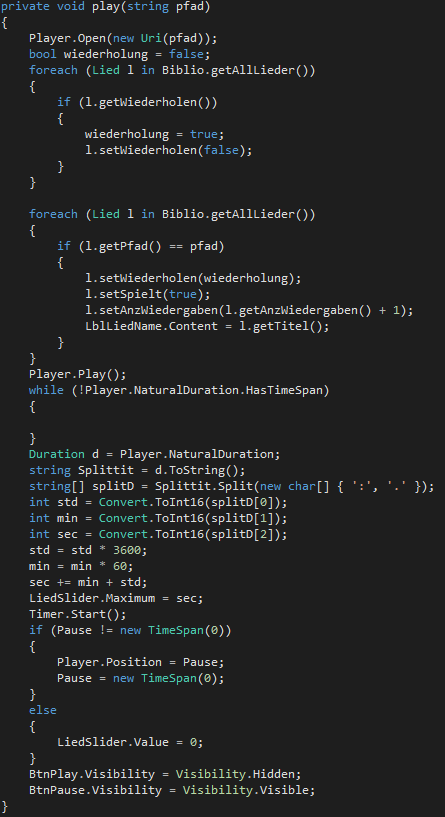 private void play(string pfad)
{
    Player.Open(new Uri(pfad));
    bool wiederholung = false;
    foreach (Lied l in Biblio.getAllLieder())
    {
        if (l.getWiederholen())
        {
            wiederholung = true;
            l.setWiederholen(false);
        }
    }

    foreach (Lied l in Biblio.getAllLieder())
    {
        if (l.getPfad() == pfad)
        {
            l.setWiederholen(wiederholung);
            l.setSpielt(true);
            l.setAnzWiedergaben(l.getAnzWiedergaben() + 1);
            LblLiedName.Content = l.getTitel();
        }
    }
    Player.Play();
    while (!Player.NaturalDuration.HasTimeSpan)
    {

    }
    Duration d = Player.NaturalDuration;
    string Splittit = d.ToString();
    string[] splitD = Splittit.Split(new char[] { ':', '.' });
    int std = Convert.ToInt16(splitD[0]);
    int min = Convert.ToInt16(splitD[1]);
    int sec = Convert.ToInt16(splitD[2]);
    std = std * 3600;
    min = min * 60;
    sec += min + std;
    LiedSlider.Maximum = sec;
    Timer.Start();
    if (Pause != new TimeSpan(0))
    {
        Player.Position = Pause;
        Pause = new TimeSpan(0);
    }
    else
    {
        LiedSlider.Value = 0;
    }
    BtnPlay.Visibility = Visibility.Hidden;
    BtnPause.Visibility = Visibility.Visible;
}